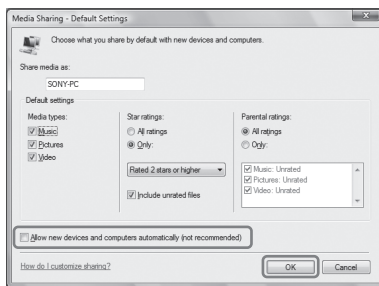 Media Sharing - Default Settings
Choose what you share by default with new devices and computers.
Share media as:
SONY-PC
Default settings
Media types:
Music
Pictures
Video
Star ratings:
All ratings
Only:
Rated 2 stars or higher
Include unrated files
Parental ratings:
All ratings
Only:
Music: Unrated
Pictures: Unrated
Video: Unrated
Allow new devices and computers automatically (not recommended)
How do I customize sharing?
OK
Cancel